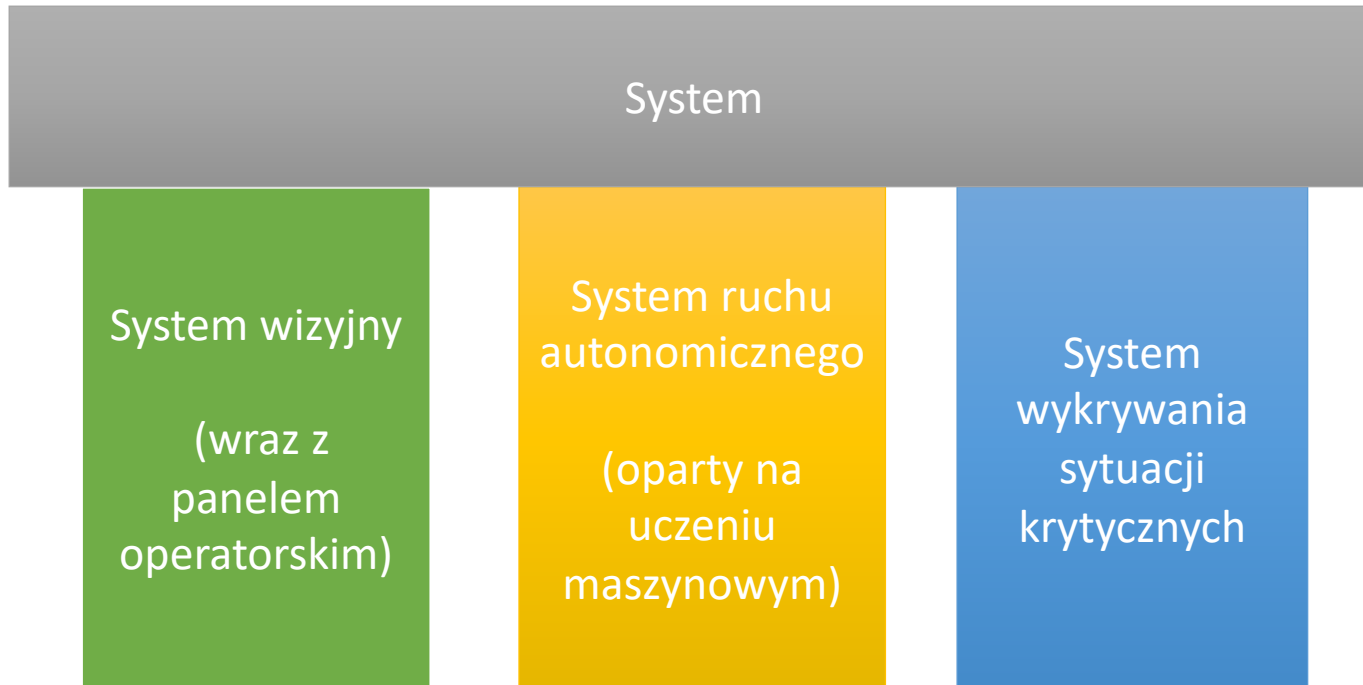 System
System wizyjny
(wraz z
panelem
operatorskim)
System ruchu
autonomicznego
(oparty na
uczeniu
maszynowym)
System
wykrywania
sytuacji
krytycznych